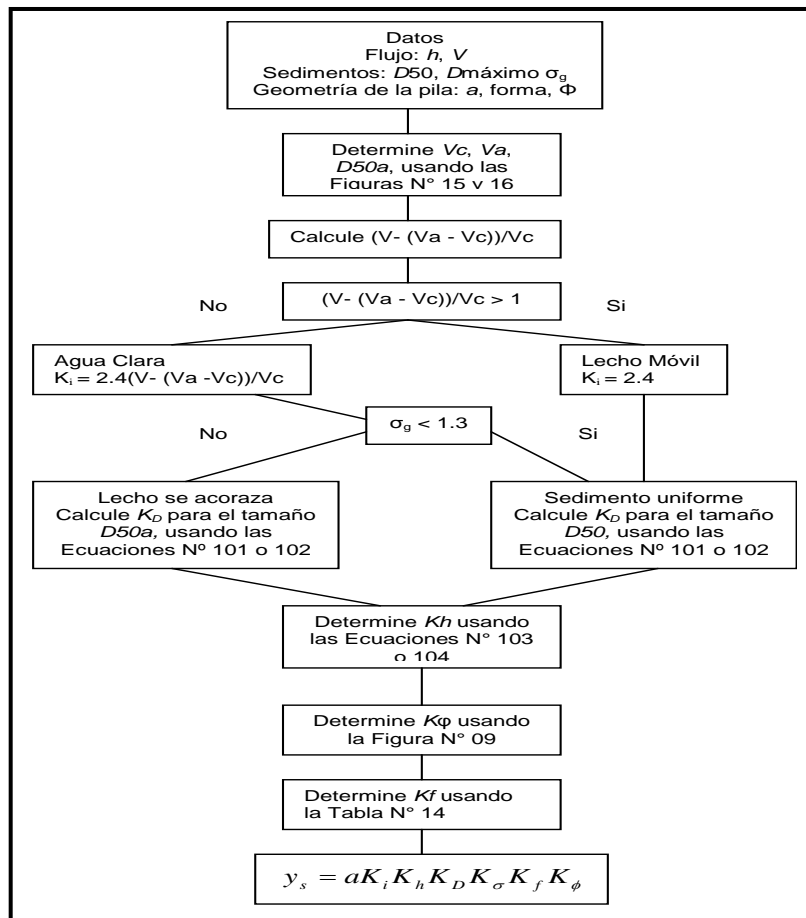 Datos
Flujo: h, V
Sedimentos: D50, Dmáximo σg
Geometría de la pila: a, forma, Φ
Determine Vc, Va,
D50a, usando las
Figuras N° 15 y 16
Calcule (V- (Va - Vc))/Vc
No
(V- (Va - Vc))/Vc > 1
Si
Agua Clara
Ki = 2.4(V- (Va -Vc))/Vc
Lecho Móvil
Ki = 2.4
No
σg < 1.3
Si
Lecho se acoraza
Calcule KD para el tamaño
D50a, usando las
Ecuaciones Nº 101 o 102
Sedimento uniforme
Calcule KD para el tamaño
D50, usando las
Ecuaciones Nº 101 o 102
Determine Kh usando
las Ecuaciones N° 103
o 104
Determine Kφ usando
la Figura N° 09
Determine Kf usando
la Tabla N° 14
ys = aKiKhKDKσKfKϕ